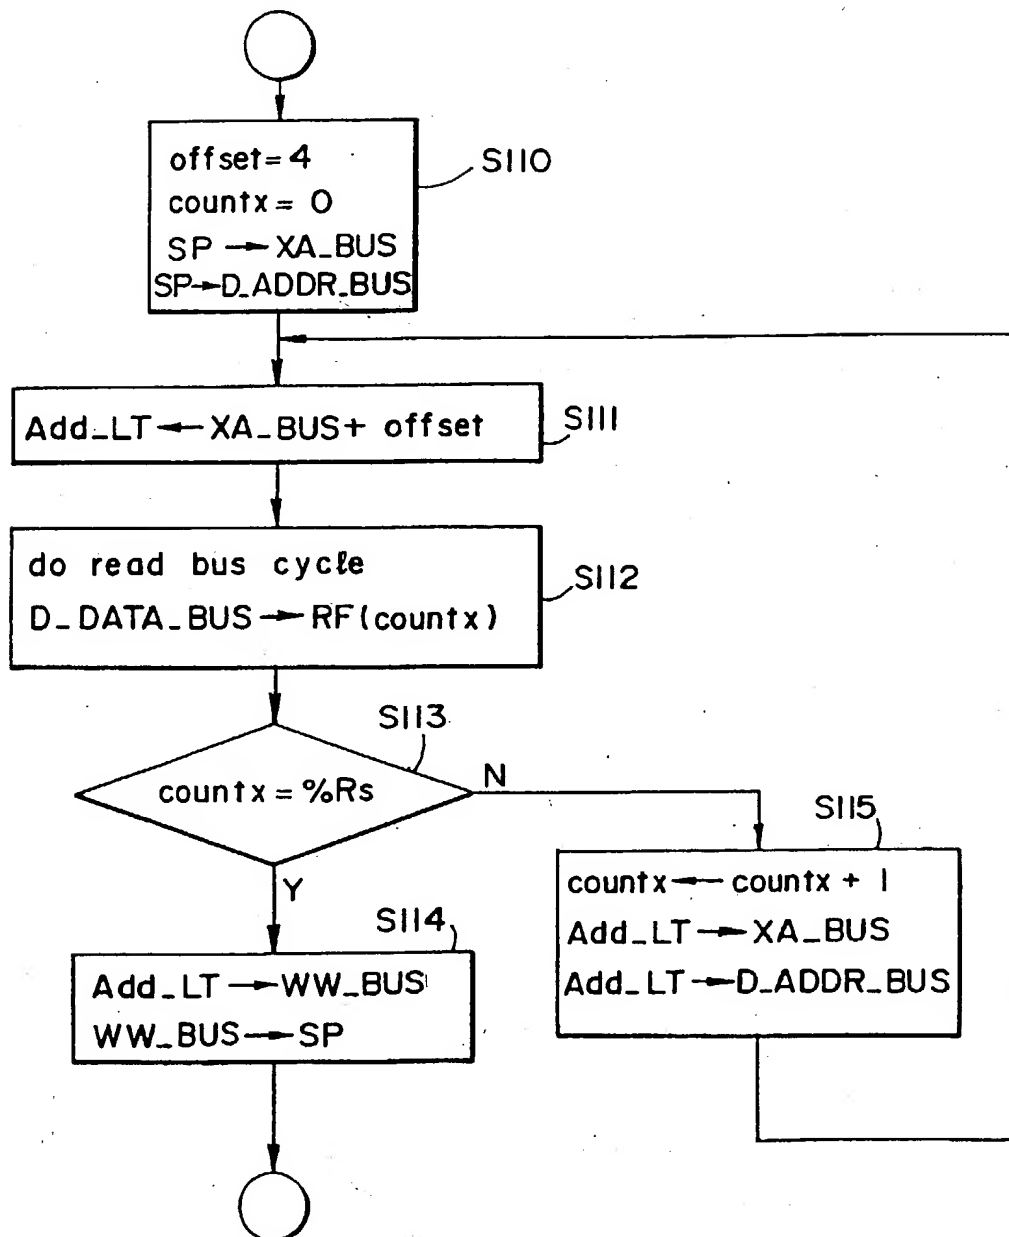 offset=4
countx = 0
SP → XA_BUS
SP→D_ADDR_BUS
S110
Add_LT ← XA_BUS+ offset
S111
do read bus cycle
D_DATA_BUS → RF(countx)
S112
S113
countx = %Rs
N
Y
S115
countx ← countx + 1
Add_LT → XA_BUS
Add_LT → D_ADDR_BUS
S114
Add_LT → WW_BUS
WW_BUS → SP